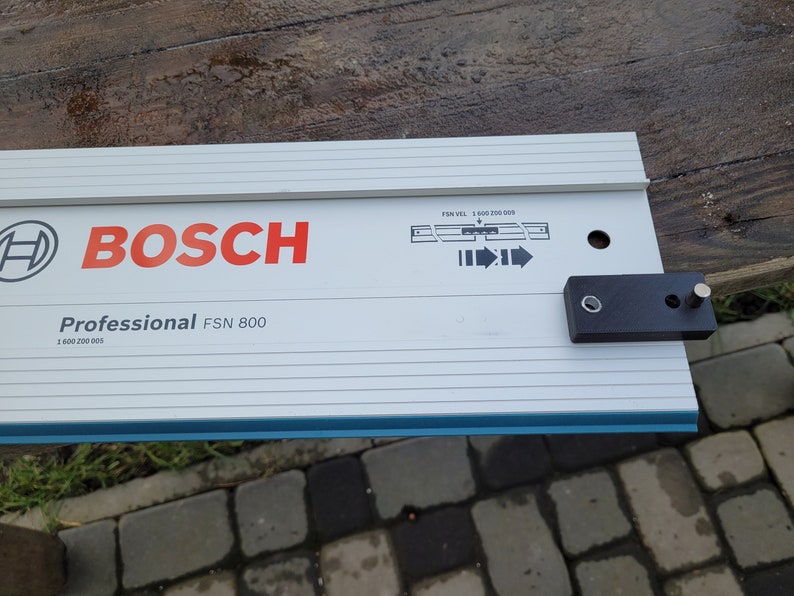 FSN VEL 1 600 Z00 009
BOSCH
Professional FSN 800
1 600 Z00 005